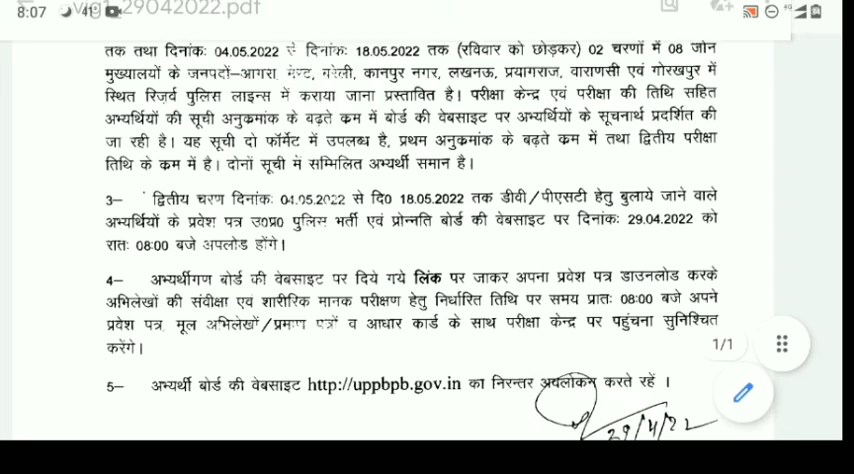 8:07 41°
vig1_29042022.pdf
4G
तक तथा दिनांकः 04.05.2022 से दिनांकः 18.05.2022 तक (रविवार को छोड़कर) 02 चरणों में 08 जोन
मुख्यालयों के जनपदों–आगरा, मेरठ, बरेली, कानपुर नगर, लखनऊ, प्रयागराज, वाराणसी एवं गोरखपुर में
स्थित रिजर्व पुलिस लाइन्स में कराया जाना प्रस्तावित है। परीक्षा केन्द्र एवं परीक्षा की तिथि सहित
अभ्यर्थियों की सूची अनुक्रमांक के बढ़ते क्रम में बोर्ड की वेबसाइट पर अभ्यर्थियों के सूचनार्थ प्रदर्शित की
जा रही है। यह सूची दो फॉर्मेट में उपलब्ध है, प्रथम अनुक्रमांक के बढ़ते क्रम में तथा द्वितीय परीक्षा
तिथि के क्रम में है। दोनों सूची में सम्मिलित अभ्यर्थी समान है।
3– द्वितीय चरण दिनांकः 04.05.2022 से दि0 18.05.2022 तक डीवी/पीएसटी हेतु बुलाये जाने वाले
अभ्यर्थियों के प्रवेश पत्र उ0प्र0 पुलिस भर्ती एवं प्रोन्नति बोर्ड की वेबसाइट पर दिनांकः 29.04.2022 को
रातः 08:00 बजे अपलोड होंगे।
4– अभ्यर्थीगण बोर्ड की वेबसाइट पर दिये गये लिंक पर जाकर अपना प्रवेश पत्र डाउनलोड करके
अभिलेखों की संवीक्षा एवं शारीरिक मानक परीक्षण हेतु निर्धारित तिथि पर समय प्रातः 08:00 बजे अपने
प्रवेश पत्र, मूल अभिलेखों/प्रमाण पत्रों व आधार कार्ड के साथ परीक्षा केन्द्र पर पहुंचना सुनिश्चित
करेंगे।
1/1
5– अभ्यर्थी बोर्ड की वेबसाइट http://uppbpb.gov.in का निरन्तर अवलोकन करते रहें ।
29/4/22